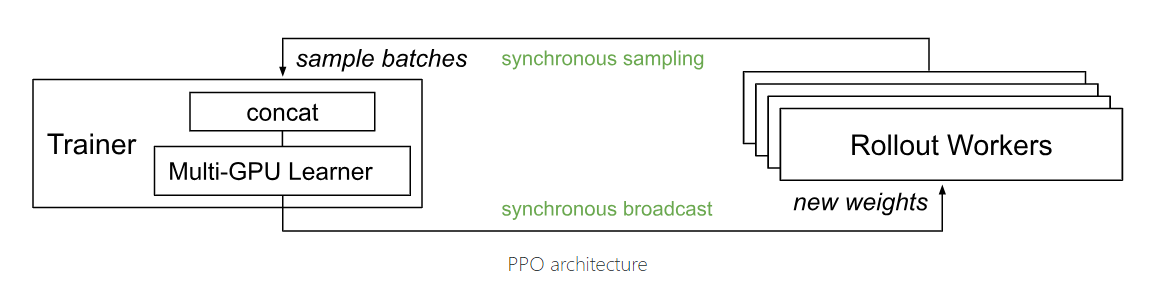 sample batches
synchronous sampling
concat
Trainer
Multi-GPU Learner
Rollout Workers
synchronous broadcast
new weights
PPO architecture